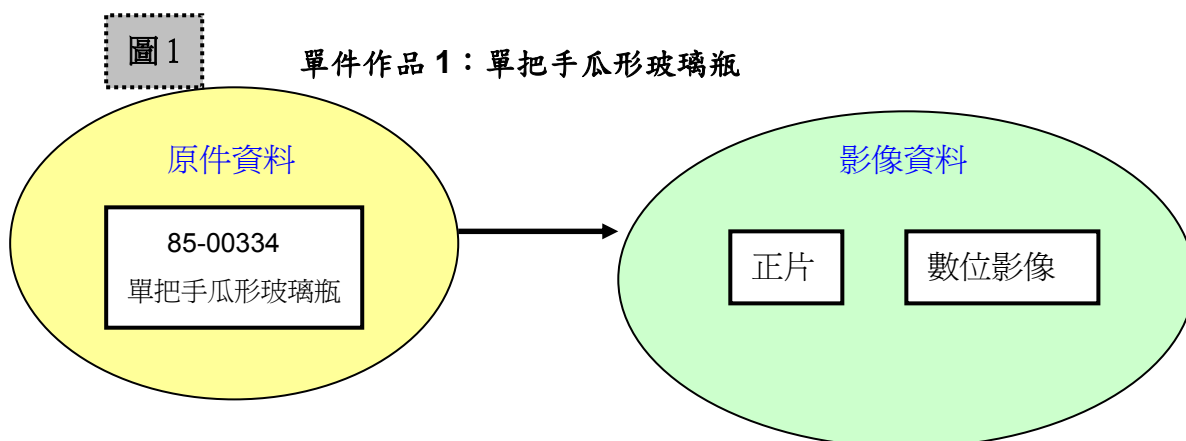 圖1
單件作品 1：單把手瓜形玻璃瓶
原件資料
85-00334
單把手瓜形玻璃瓶
影像資料
正片
數位影像